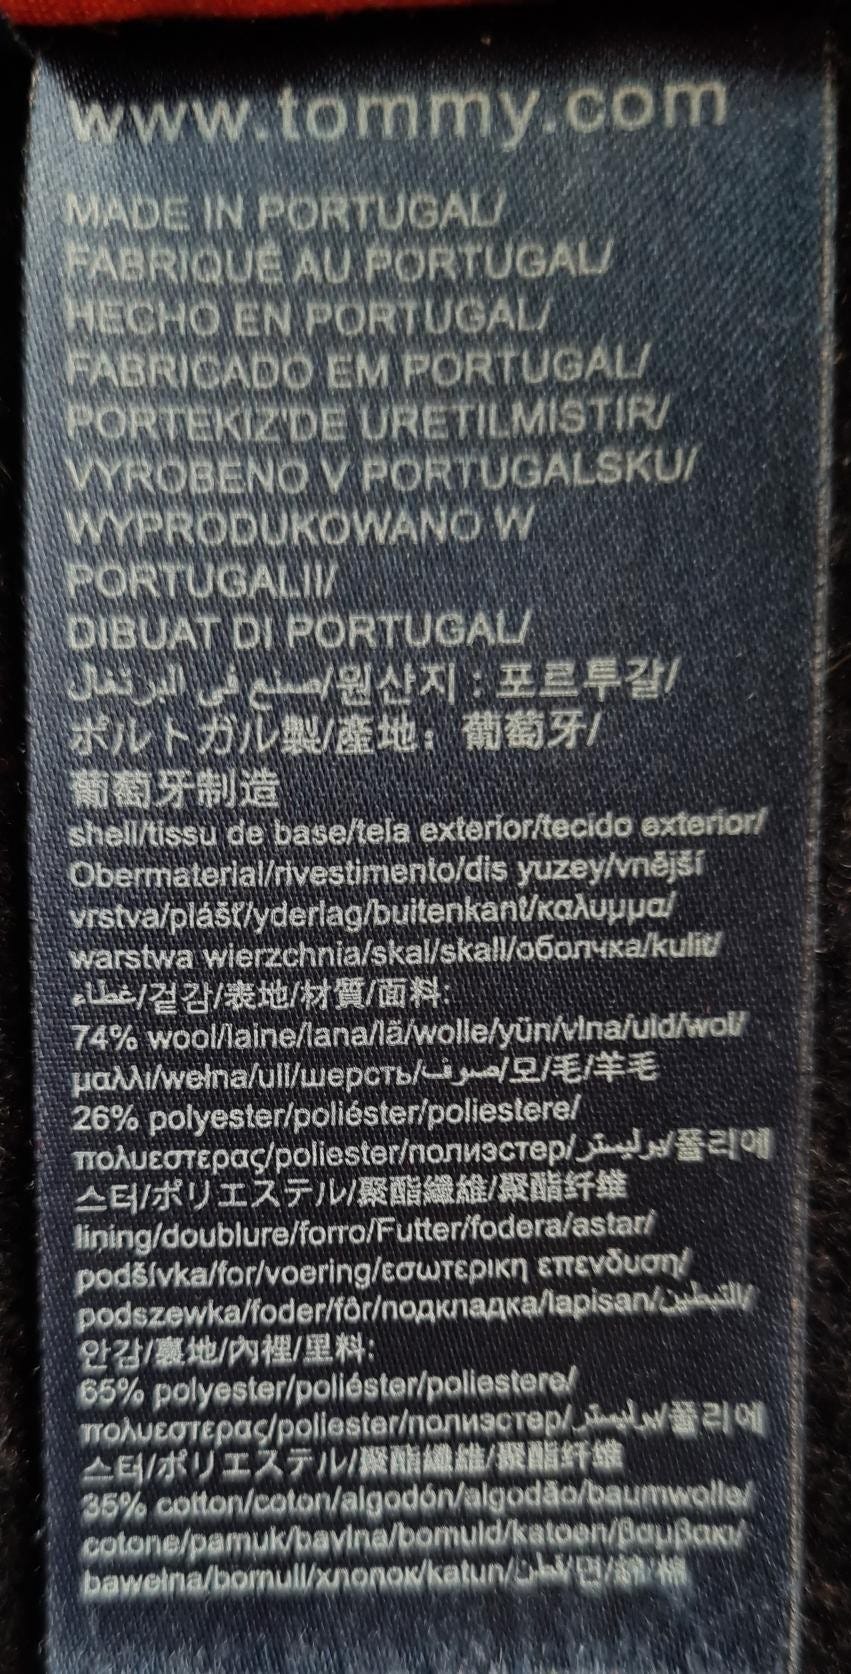 www.tommy.com
MADE IN PORTUGAL/
FABRIQUÉ AU PORTUGAL/
HECHO EN PORTUGAL/
FABRICADO EM PORTUGAL/
PORTEKIZ'DE URETILMISTIR/
VYROBENO V PORTUGALSKU/
WYPRODUKOWANO W
PORTUGALII/
DIBUAT DI PORTUGAL/
صنع في البرتغال/원산지 : 포르투갈/
ポルトガル製/產地：葡萄牙/
葡萄牙制造
shell/tissu de base/tela exterior/tecido exterior/
Obermaterial/rivestimento/dis yuzey/vnější
vrstva/plášť/yderlag/buitenkant/καλυμμα/
warstwa wierzchnia/skal/skall/оболчка/kulit/
غطاء/겉감/表地/材質/面料:
74% wool/laine/lana/lã/wolle/yün/vlna/uld/wol/
μαλλι/wełna/ull/шерсть/صوف/모/毛/羊毛
26% polyester/poliéster/poliestere/
πολυεστερας/poliester/полиэстер/بوليستر/폴리에
스터/ポリエステル/聚酯纖維/聚酯纤维
lining/doublure/forro/Futter/fodera/astar/
podšívka/for/voering/εσωτερικη επενδυση/
podszewka/foder/fôr/подкладка/lapisan/التبطين/
안감/裏地/內裡/里料:
65% polyester/poliéster/poliestere/
πολυεστερας/poliester/полиэстер/بوليستر/폴리에
스터/ポリエステル/聚酯纖維/聚酯纤维
35% cotton/coton/algodón/algodão/baumwolle/
cotone/pamuk/bavlna/bomuld/katoen/βαμβακι/
bawełna/bomull/хлопок/katun/قطن/면/綿/棉